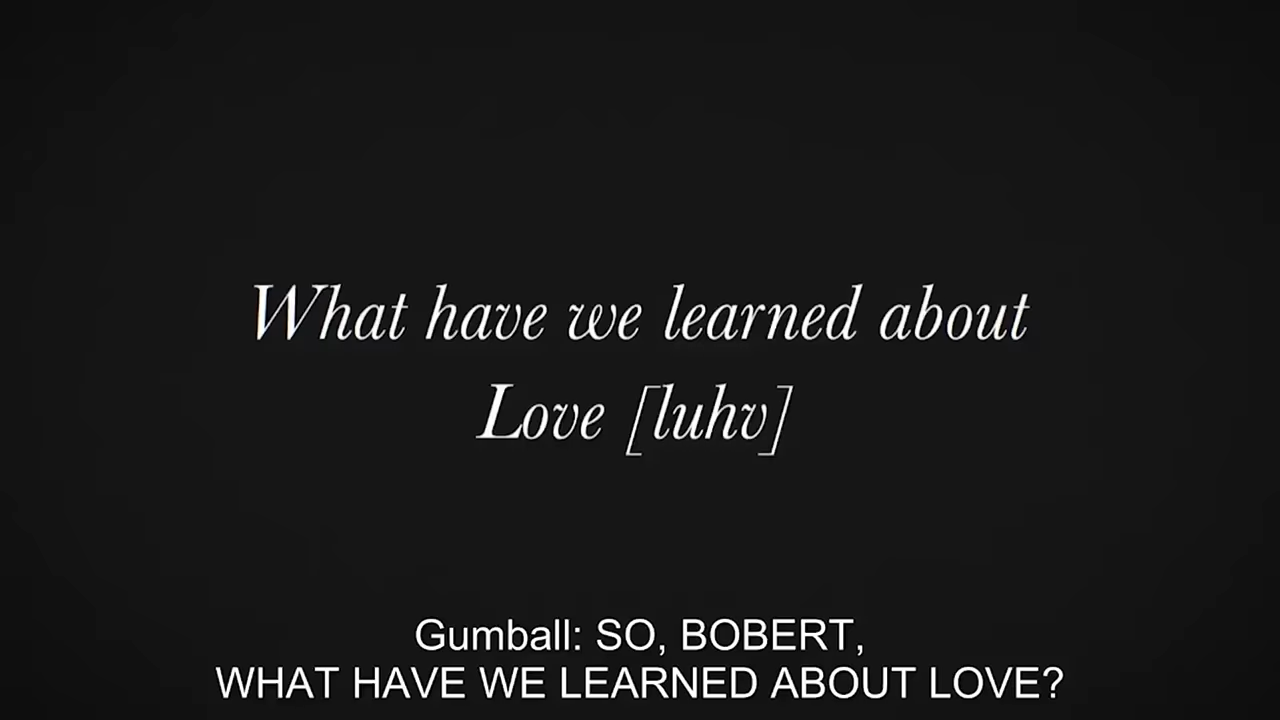 What have we learned about
Love [luhv]
Gumball: SO, BOBERT,
WHAT HAVE WE LEARNED ABOUT LOVE?